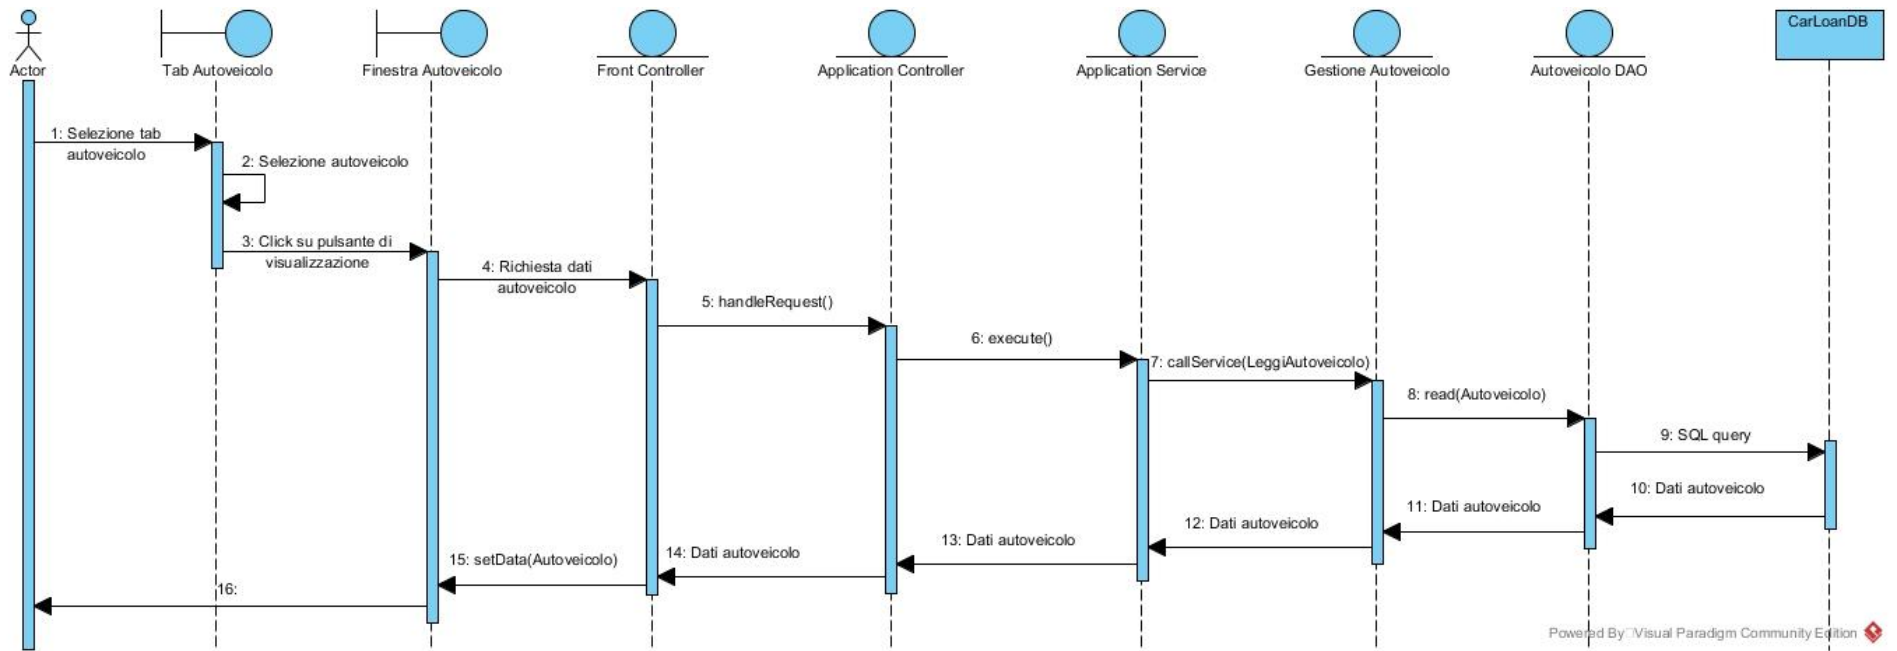 CarLoanDB
Actor
Tab Autoveicolo
Finestra Autoveicolo
Front Controller
Application Controller
Application Service
Gestione Autoveicolo
Autoveicolo DAO
1: Selezione tab
autoveicolo
2: Selezione autoveicolo
3: Click su pulsante di
visualizzazione
4: Richiesta dati
autoveicolo
5: handleRequest()
6: execute()
7: callService(LeggiAutoveicolo)
8: read(Autoveicolo)
9: SQL query
10: Dati autoveicolo
11: Dati autoveicolo
12: Dati autoveicolo
13: Dati autoveicolo
14: Dati autoveicolo
15: setData(Autoveicolo)
16:
Powered By Visual Paradigm Community Edition